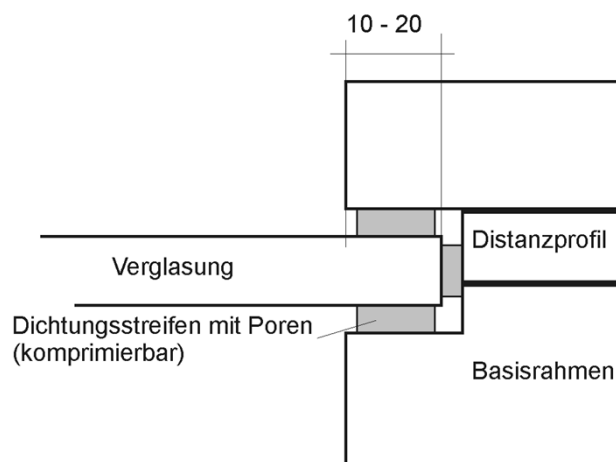 10 - 20
Distanzprofil
Verglasung
Dichtungsstreifen mit Poren
(komprimierbar)
Basisrahmen